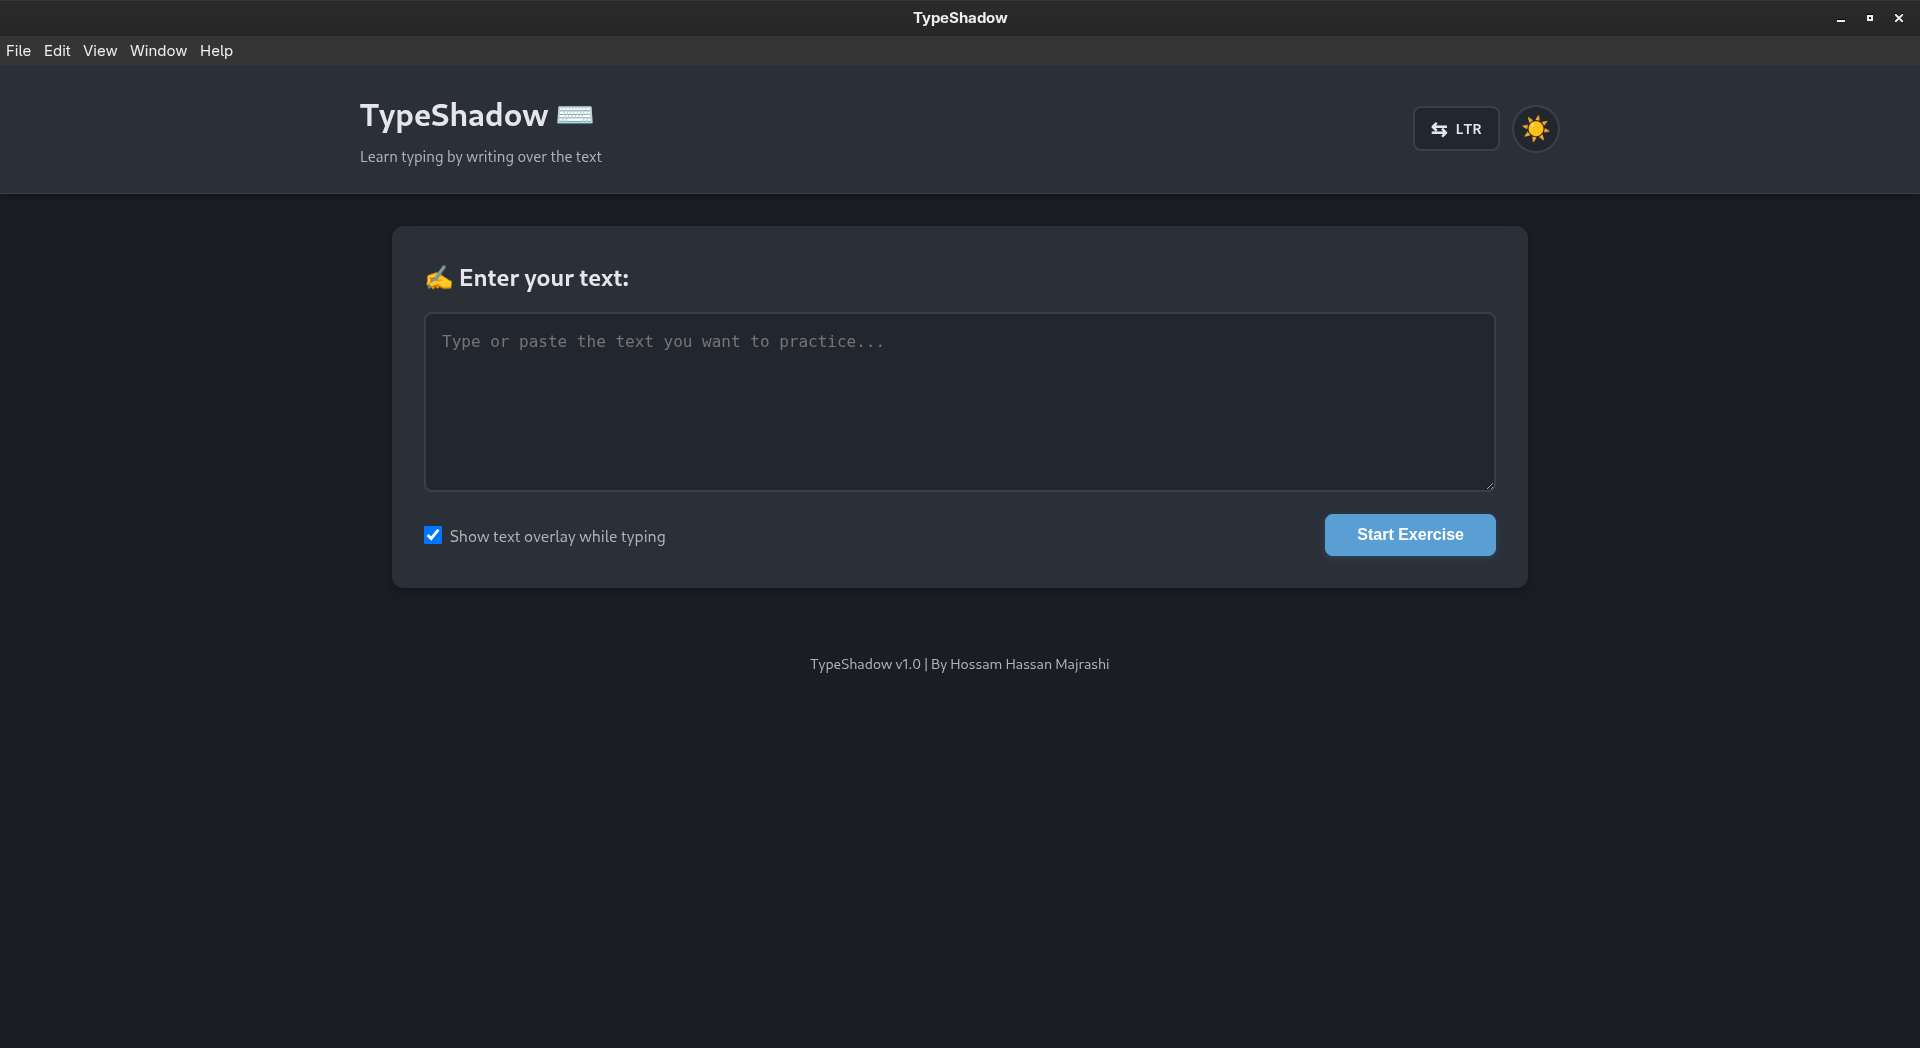 TypeShadow
File Edit View Window Help
TypeShadow ⌨️
Learn typing by writing over the text
⇆ LTR
✍️ Enter your text:
Type or paste the text you want to practice...
Show text overlay while typing
Start Exercise
TypeShadow v1.0 | By Hossam Hassan Majrashi